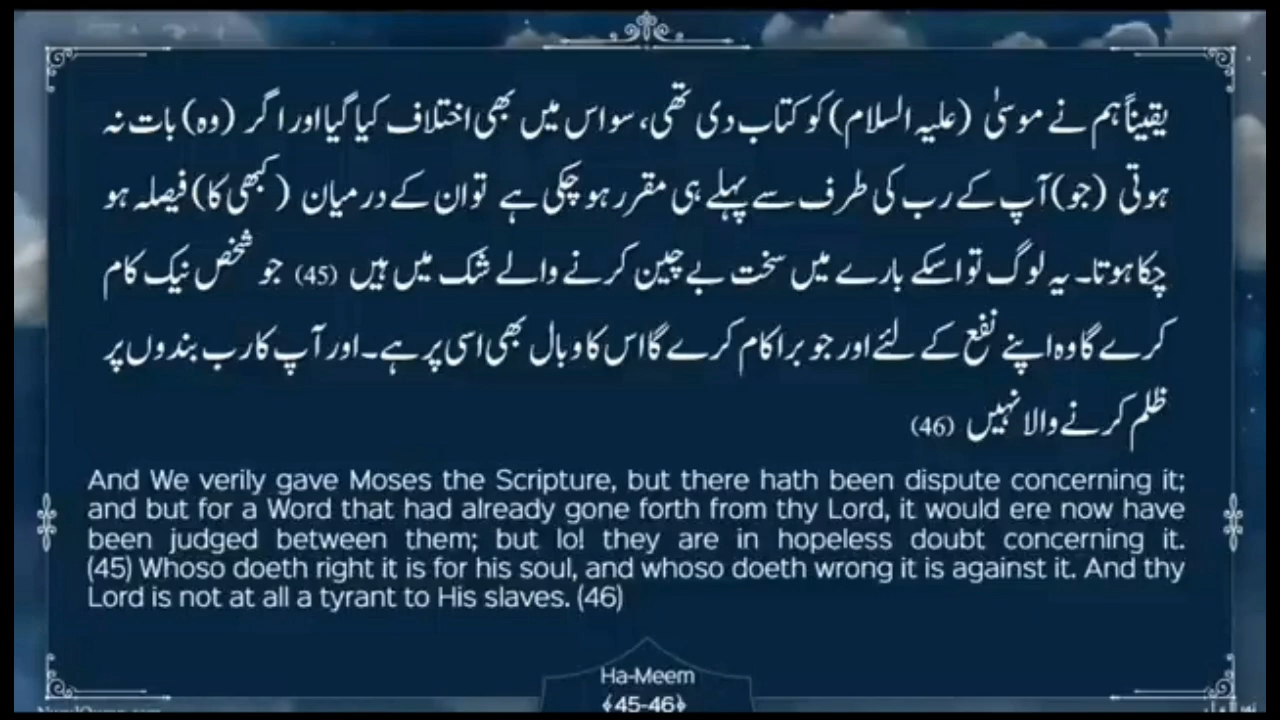 یقیناً ہم نے موسیٰ (علیہ السلام) کو کتاب دی تھی، سو اس میں بھی اختلاف کیا گیا اور اگر (وہ) بات نہ
ہوتی (جو) آپ کے رب کی طرف سے پہلے ہی مقرر ہو چکی ہے تو ان کے درمیان (کبھی کا) فیصلہ ہو
چکا ہوتا۔ یہ لوگ تو اسکے بارے میں سخت بے چین کرنے والے شک میں ہیں (45) جو شخص نیک کام
کرے گا وہ اپنے نفع کے لئے اور جو برا کام کرے گا اس کا وبال بھی اسی پر ہے۔ اور آپ کا رب بندوں پر
ظلم کرنے والا نہیں (46)
And We verily gave Moses the Scripture, but there hath been dispute concerning it;
and but for a Word that had already gone forth from thy Lord, it would ere now have
been judged between them; but lo! they are in hopeless doubt concerning it.
(45) Whoso doeth right it is for his soul, and whoso doeth wrong it is against it. And thy
Lord is not at all a tyrant to His slaves. (46)
Ha-Meem
﴾45-46﴿